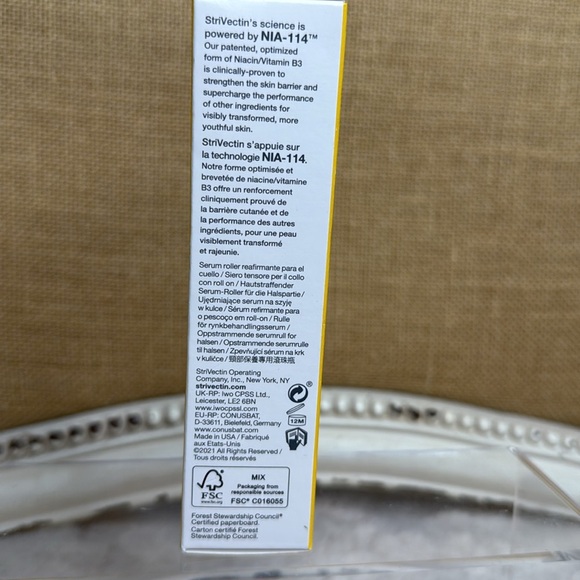 StriVectin's science is
powered by NIA-114™
Our patented, optimized
form of Niacin/Vitamin B3
is clinically-proven to
strengthen the skin barrier and
supercharge the performance
of other ingredients for
visibly transformed, more
youthful skin.
StriVectin s'appuie sur
la technologie NIA-114.
Notre forme optimisée et
brevetée de niacine/vitamine
B3 offre un renforcement
cliniquement prouvé de
la barrière cutanée et de
la performance des autres
ingrédients, pour une peau
visiblement transformé
et rajeunie.
Serum roller reafirmante para el
cuello / Siero tensore per il collo
con roll on / Hautstraffender
Serum-Roller für die Halspartie/
Ujędrniające serum na szyję
w kulce / Sérum refirmante para
o pescoço em roll-on / Rulle
för rynkbehandlingsserum /
Oppstrammende serumrull for
halsen / Opstrammende serumrulle
til halsen / Zpevňující sérum na krk
v kuličce / 頸部保養專用滾珠瓶
StriVectin Operating
Company, Inc., New York, NY
strivectin.com
UK-RP: Iwo CPSS Ltd.,
Leicester, LE2 6BN
www.iwocpssl.com
EU-RP: CONUSBAT,
D-33611, Bielefeld, Germany
www.conusbat.com
Made in USA / Fabriqué
aux Etats-Unis
©2021 All Rights Reserved /
Tous droits réservés
12M
FSC
www.fsc.org
MIX
Packaging from
responsible sources
FSC® C016055
Forest Stewardship Council®
Certified paperboard.
Carton certifié Forest
Stewardship Council.